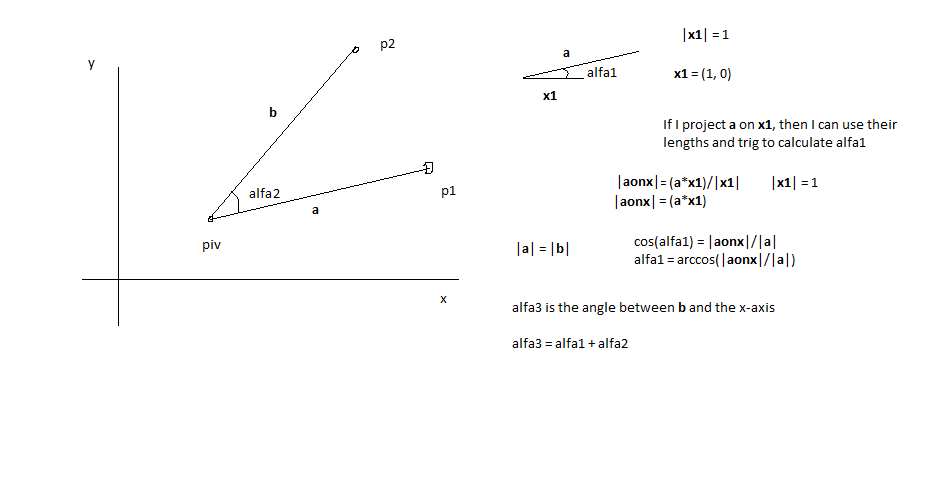 p2
y
b
alfa2
a
p1
piv
x
a
alfa1
x1
|x1| = 1
x1 = (1, 0)
If I project a on x1, then I can use their
lengths and trig to calculate alfa1
|aonx| = (a*x1)/|x1| |x1| = 1
|aonx| = (a*x1)
|a| = |b|
cos(alfa1) = |aonx|/|a|
alfa1 = arccos(|aonx|/|a|)
alfa3 is the angle between b and the x-axis
alfa3 = alfa1 + alfa2